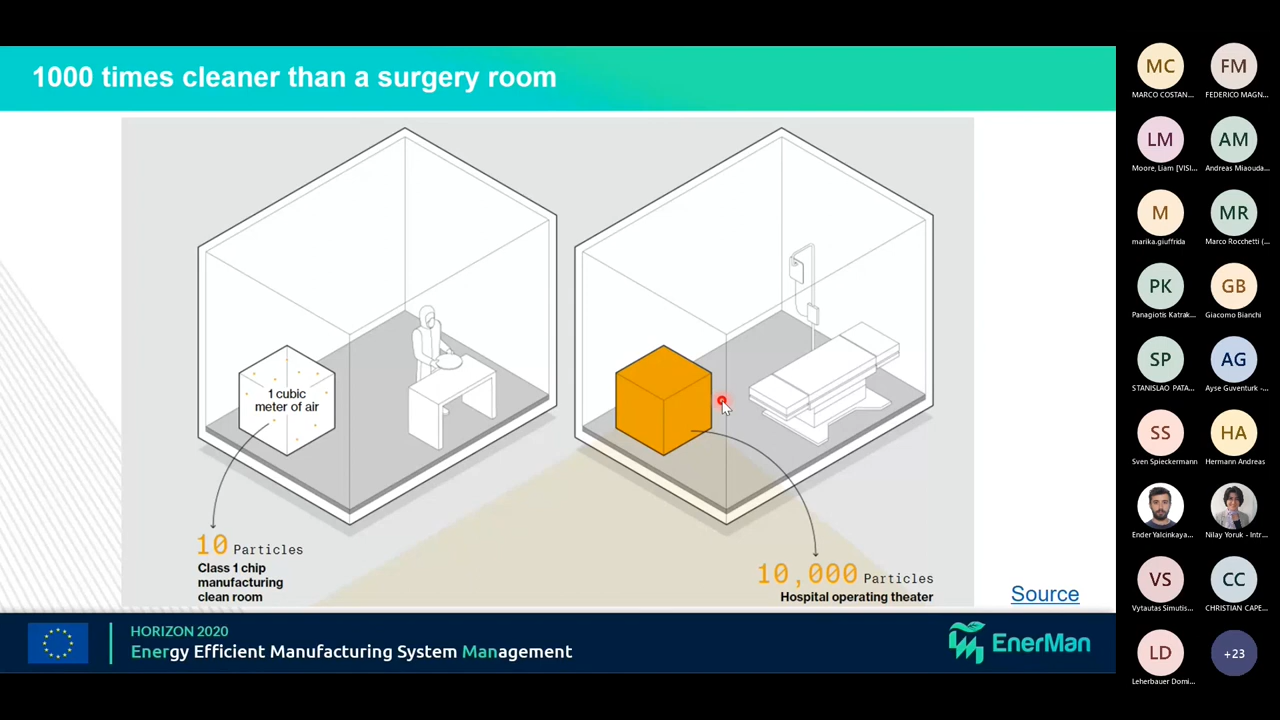 1000 times cleaner than a surgery room
1 cubic
meter of air
10 Particles
Class 1 chip
manufacturing
clean room
10,000 Particles
Hospital operating theater
Source
HORIZON 2020
Energy Efficient Manufacturing System Management
EnerMan
MC
FM
MARCO COSTAN...
FEDERICO MAGN...
LM
AM
Moore, Liam [VISI...
Andreas Miaouda...
M
MR
marika.giuffrida
Marco Rocchetti (...
PK
GB
Panagiotis Katrak...
Giacomo Bianchi
SP
AG
STANISLAO PATA...
Ayse Guventurk -...
SS
HA
Sven Spieckermann
Hermann Andreas
Ender Yalcinkaya...
Nilay Yoruk - Intr...
VS
CC
Vytautas Simutis...
CHRISTIAN CAPE...
LD
+23
Leherbauer Domi...